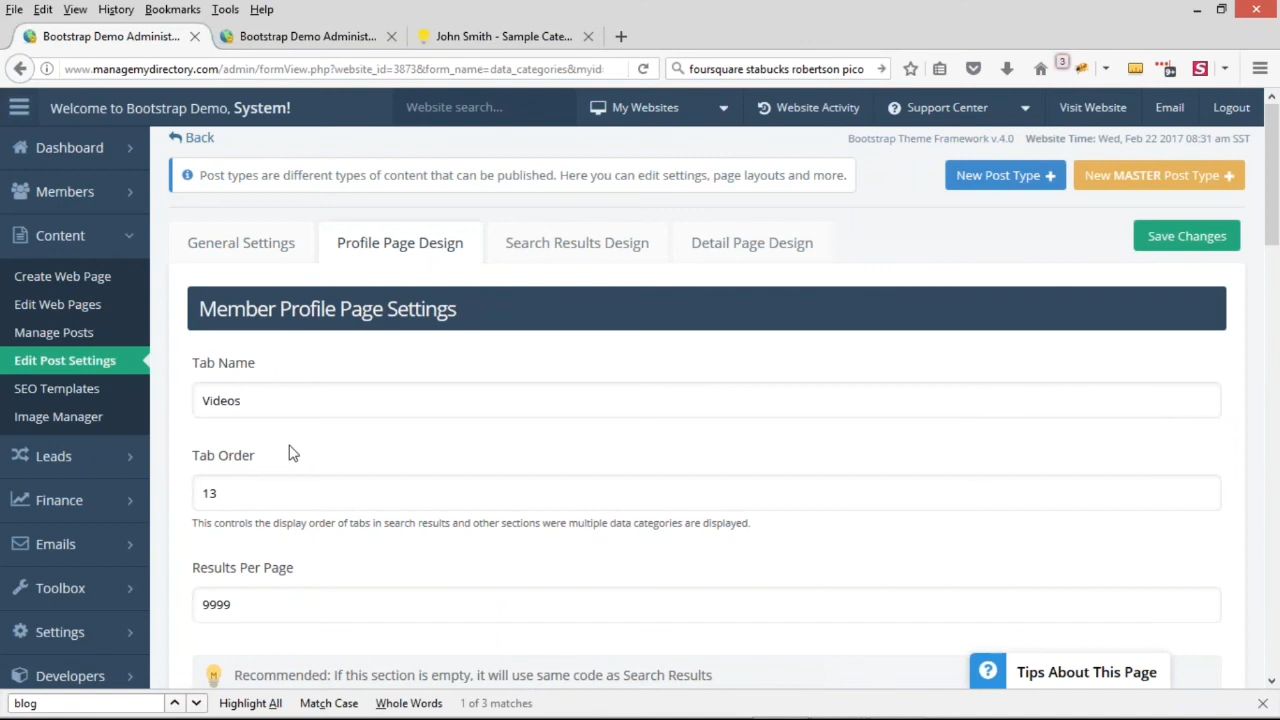 File Edit View History Bookmarks Tools Help
Bootstrap Demo Administ... Bootstrap Demo Administ... John Smith - Sample Cate...
www.managemydirectory.com/admin/formView.php?website_id=3873&form_name=data_categories&myid foursquare stabucks robertson pico 3
Welcome to Bootstrap Demo, System! Website search... My Websites Website Activity Support Center Visit Website Email Logout
Back Bootstrap Theme Framework v.4.0 Website Time: Wed, Feb 22 2017 08:31 am SST
Post types are different types of content that can be published. Here you can edit settings, page layouts and more. New Post Type + New MASTER Post Type +
General Settings Profile Page Design Search Results Design Detail Page Design Save Changes
Dashboard
Members
Content
Create Web Page
Edit Web Pages
Manage Posts
Edit Post Settings
SEO Templates
Image Manager
Leads
Finance
Emails
Toolbox
Settings
Developers
Member Profile Page Settings
Tab Name
Videos
Tab Order
13
This controls the display order of tabs in search results and other sections were multiple data categories are displayed.
Results Per Page
9999
Recommended: If this section is empty, it will use same code as Search Results
? Tips About This Page
blog Highlight All Match Case Whole Words 1 of 3 matches